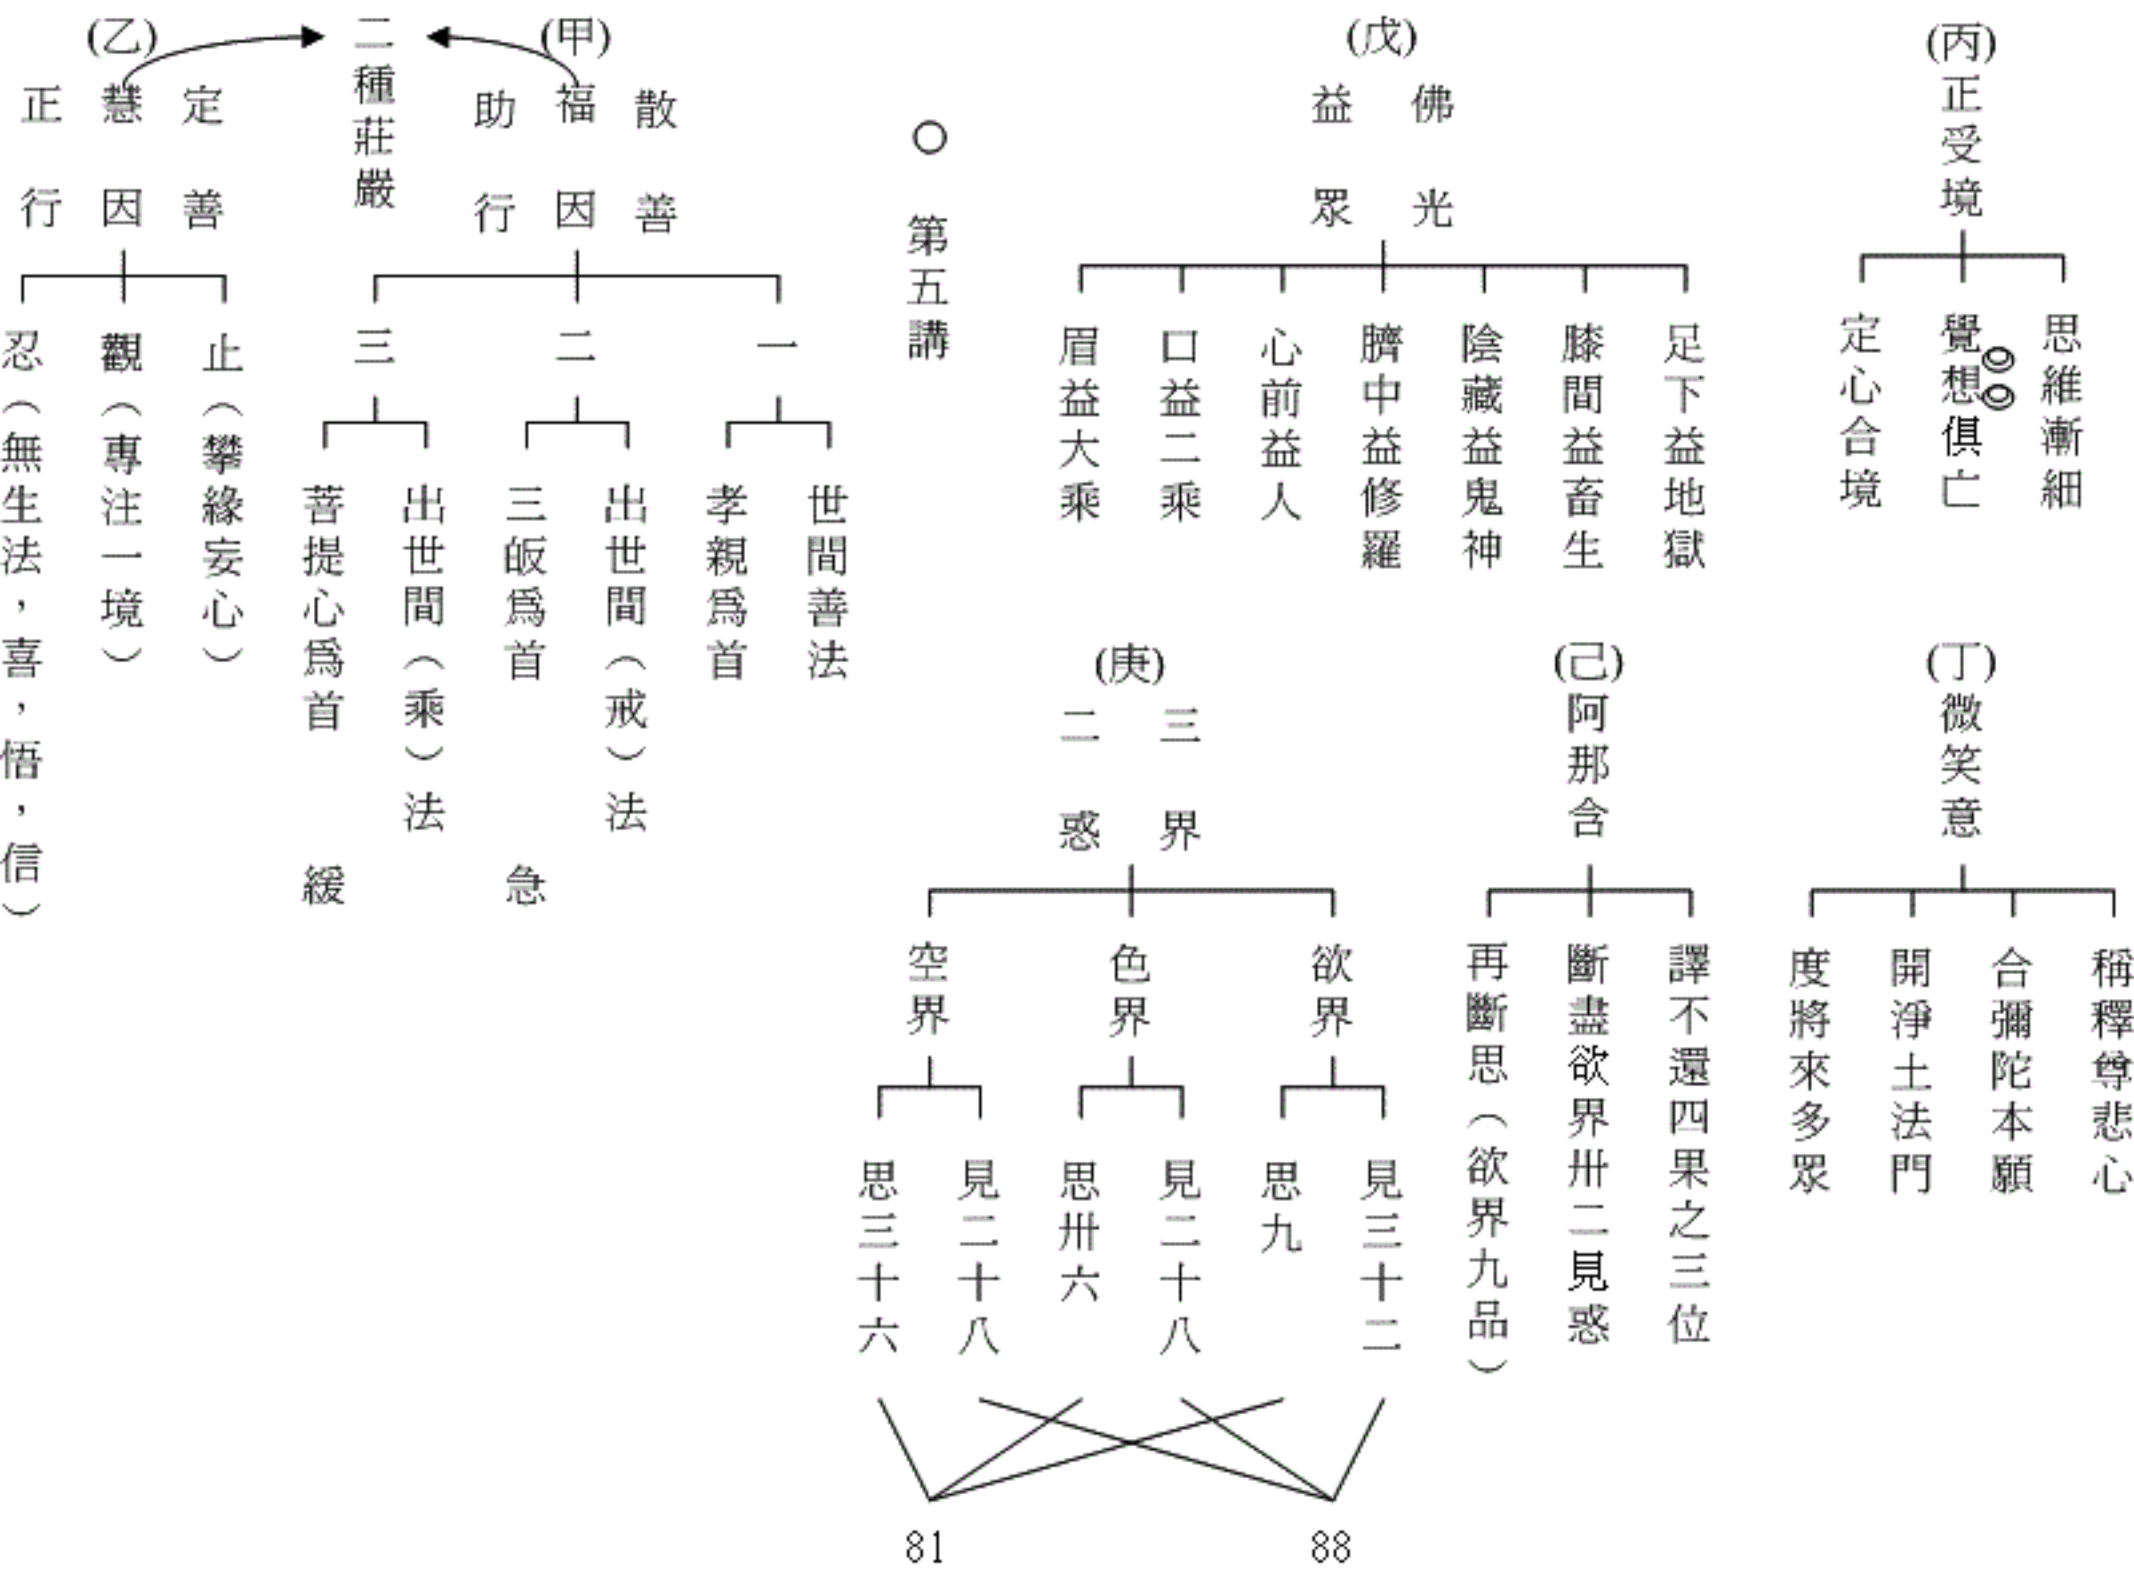 (丙)正受境
思維漸細
覺想俱亡
◎◎
定心合境
(丁)微笑意
稱釋尊悲心
合彌陀本願
開淨土法門
度將來多眾
(戊)
佛光
益眾
足下益地獄
膝間益畜生
陰藏益鬼神
臍中益修羅
心前益人
口益二乘
眉益大乘
(己)阿那含
譯不還四果之三位
斷盡欲界卅二見惑
再斷思（欲界九品）
(庚)
三界
二惑
欲界
見三十二
思九
色界
見二十八
思卅六
空界
見二十八
思三十六
88
81
○ 第五講
(甲)
散善
福因
助行
一
世間善法
孝親爲首
二
出世間（戒）法
三皈爲首 急
三
出世間（乘）法
菩提心爲首 緩
二種莊嚴
(乙)
定善
慧因
正行
止（攀緣妄心）
觀（專注一境）
忍（無生法，喜，悟，信）